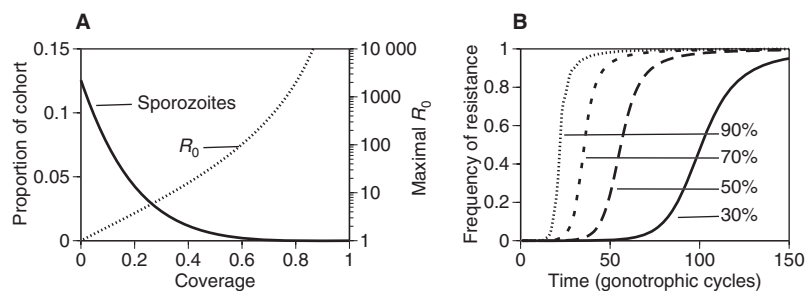 A
Proportion of cohort
0.15
0.1
0.05
0
Sporozoites
R0
10 000
1000
100
10
1
Maximal R0
0 0.2 0.4 0.6 0.8 1
Coverage
B
Frequency of resistance
1
0.8
0.6
0.4
0.2
0
90%
70%
50%
30%
0 50 100 150
Time (gonotrophic cycles)